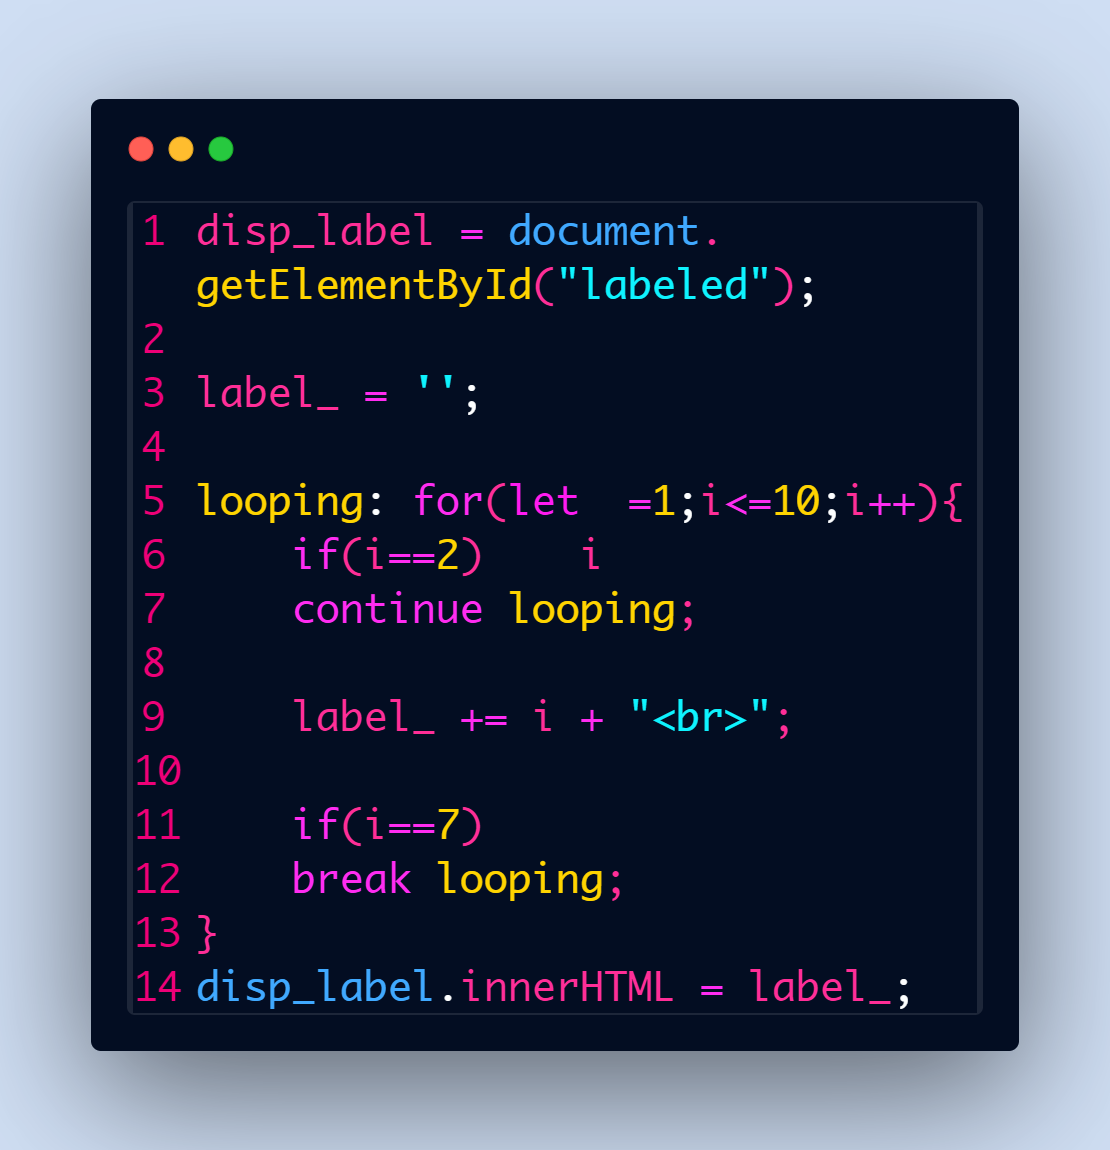 1 disp_label = document.
getElementById("labeled");
2
3 label_ = '';
4
5 looping: for(let  =1;i<=10;i++){
6     if(i==2)    i
7     continue looping;
8
9     label_ += i + "<br>";
10
11     if(i==7)
12     break looping;
13 }
14 disp_label.innerHTML = label_;